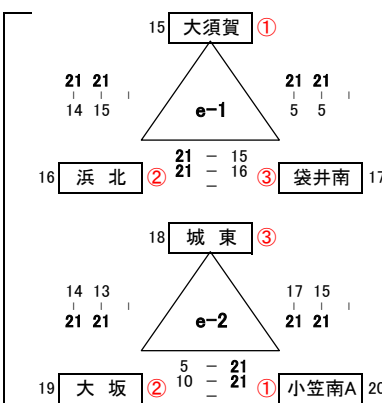 15 大須賀 ①
21 21 21 21
14 15 5 5
e-1
21 - 15
16 浜 北 ② 21 - 16 ③ 袋井南 17
-
18 城 東 ③
14 13 17 15
21 21 21 21
e-2
5 - 21
19 大 坂 ② 10 - 21 ① 小笠南A 20
-